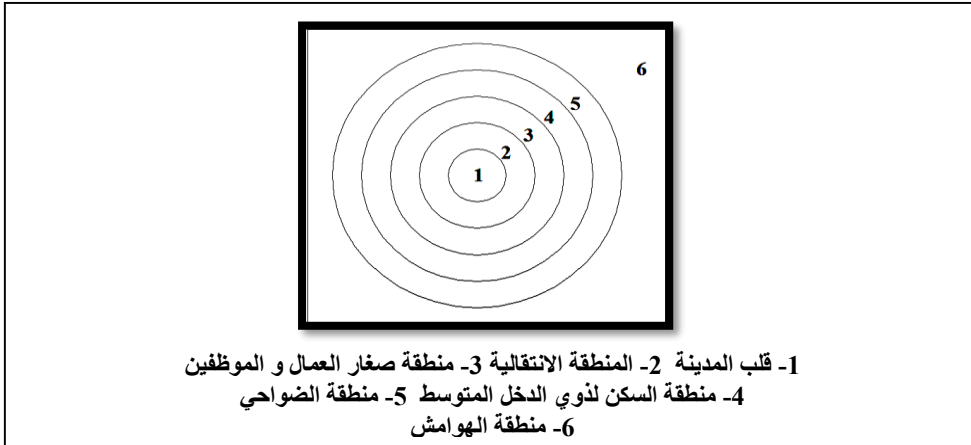 6
5
4
3
2
1
1- قلب المدينة 2- المنطقة الانتقالية 3- منطقة صغار العمال و الموظفين
4- منطقة السكن لذوي الدخل المتوسط 5- منطقة الضواحي
6- منطقة الهوامش